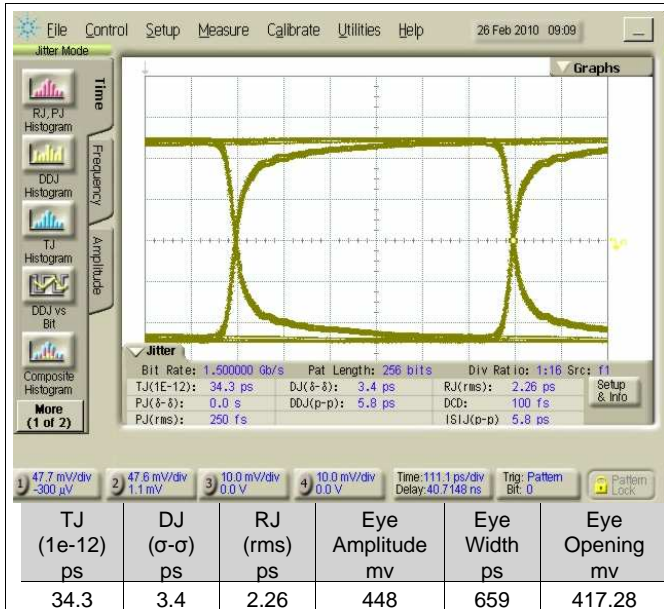 File Control Setup Measure Calibrate Utilities Help 26 Feb 2010 09:09
Jitter Mode
Graphs
RJ, PJ
Histogram
DDJ
Histogram
TJ
Histogram
DDJ vs
Bit
Composite
Histogram
More
(1 of 2)
Time
Frequency
Amplitude
Jitter
Bit Rate: 1.500000 Gb/s Pat Length: 256 bits Div Ratio: 1:16 Src: f1
TJ(1E-12): 34.3 ps DJ(δ-δ): 3.4 ps RJ(rms): 2.26 ps
PJ(δ-δ): 0.0 s DDJ(p-p): 5.8 ps DCD: 100 fs
PJ(rms): 250 fs ISIJ(p-p) 5.8 ps
Setup
& Info
1) 47.7 mV/div 2) 47.6 mV/div 3) 10.0 mV/div 4) 10.0 mV/div Time:111.1 ps/div Trig: Pattern
-300 µV 1.1 mV 0.0 V 0.0 V Delay:40.7148 ns Bit: 0
Pattern
Lock
TJ DJ RJ Eye Eye Eye
(1e-12) (σ-σ) (rms) Amplitude Width Opening
ps ps ps mv ps mv
34.3 3.4 2.26 448 659 417.28